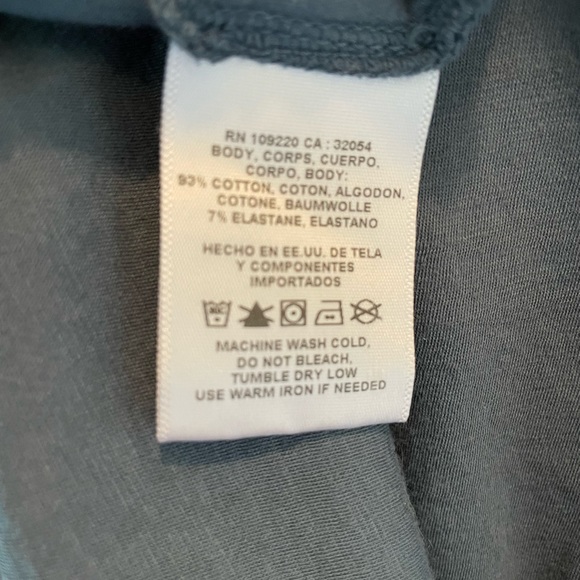 RN 109220 CA : 32054
BODY, CORPS, CUERPO,
CORPO, BODY:
93% COTTON, COTON, ALGODON,
COTONE, BAUMWOLLE
7% ELASTANE, ELASTANO
HECHO EN EE.UU. DE TELA
Y COMPONENTES
IMPORTADOS
MACHINE WASH COLD,
DO NOT BLEACH,
TUMBLE DRY LOW
USE WARM IRON IF NEEDED